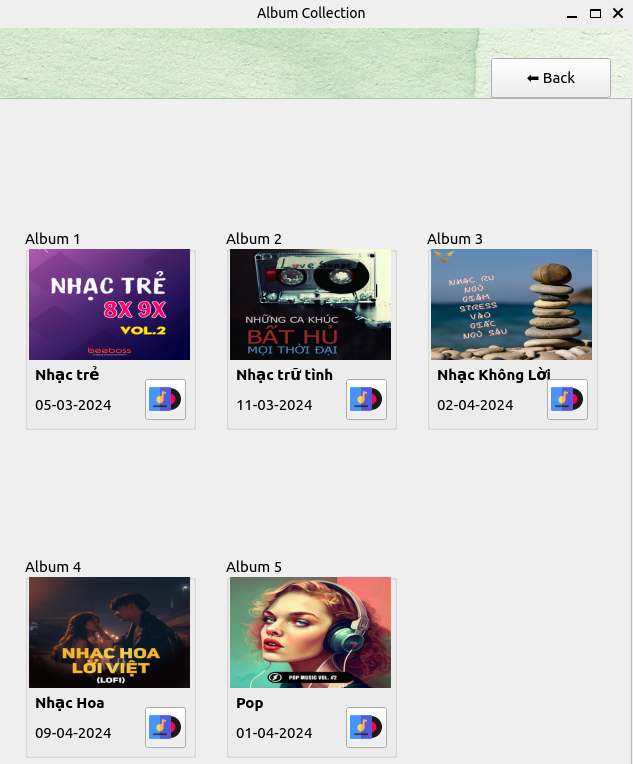 Album Collection
⬅ Back
Album 1
NHẠC TRẺ
8X 9X
VOL.2
beeboss
Nhạc trẻ
05-03-2024
Album 2
Love Songs
NHỮNG CA KHÚC
BẤT HỦ
MỌI THỜI ĐẠI
Nhạc trữ tình
11-03-2024
Album 3
NHẠC RU
NGỦ
GIẢM
STRESS
VÀO
GIẤC
NGỦ SÂU
Nhạc Không Lời
02-04-2024
Album 4
NHẠC HOA
LỜI VIỆT
(LOFI)
Nhạc Hoa
09-04-2024
Album 5
POP MUSIC VOL. #2
Pop
01-04-2024